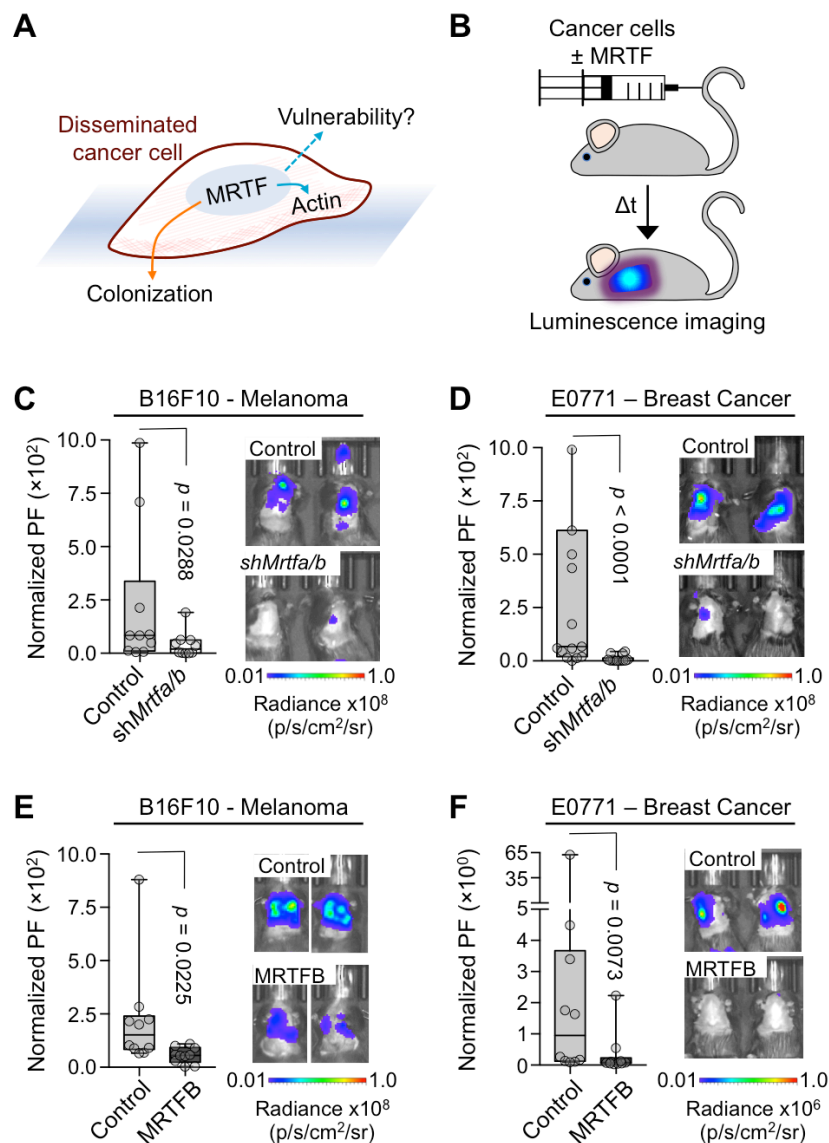 A
Disseminated
cancer cell
Vulnerability?
MRTF
Actin
Colonization
B
Cancer cells
± MRTF
Δt
Luminescence imaging
C
B16F10 - Melanoma
Normalized PF (×10²)
10.0
7.5
5.0
2.5
0.0
p = 0.0288
Control
shMrtfa/b
Control
shMrtfa/b
0.01
1.0
Radiance x10⁸
(p/s/cm²/sr)
D
E0771 – Breast Cancer
Normalized PF (×10²)
10.0
7.5
5.0
2.5
0.0
p < 0.0001
Control
shMrtfa/b
Control
shMrtfa/b
0.01
1.0
Radiance x10⁸
(p/s/cm²/sr)
E
B16F10 - Melanoma
Normalized PF (×10²)
10.0
7.5
5.0
2.5
0.0
p = 0.0225
Control
MRTFB
Control
MRTFB
0.01
1.0
Radiance x10⁸
(p/s/cm²/sr)
F
E0771 – Breast Cancer
Normalized PF (×10⁰)
65
35
5
4
3
2
1
0
p = 0.0073
Control
MRTFB
Control
MRTFB
0.01
1.0
Radiance x10⁶
(p/s/cm²/sr)